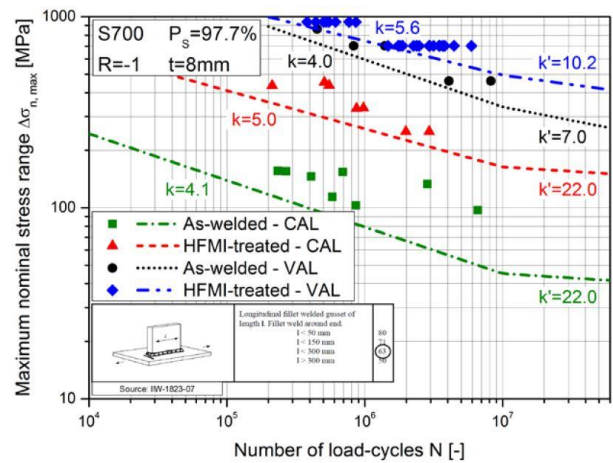 Maximum nominal stress range Δσn, max [MPa]
1000
100
10
S700 PS=97.7%
R=-1 t=8mm
k=5.6
k=4.0
k'=10.2
k=5.0
k'=7.0
k=4.1
k'=22.0
As-welded - CAL
HFMI-treated - CAL
As-welded - VAL
HFMI-treated - VAL
k'=22.0
Longitudinal fillet welded gusset of
length l. Fillet weld around end.
l < 50 mm 80
l < 150 mm 71
l < 300 mm 63
l > 300 mm 50
Source: IIW-1823-07
10^4 10^5 10^6 10^7
Number of load-cycles N [-]